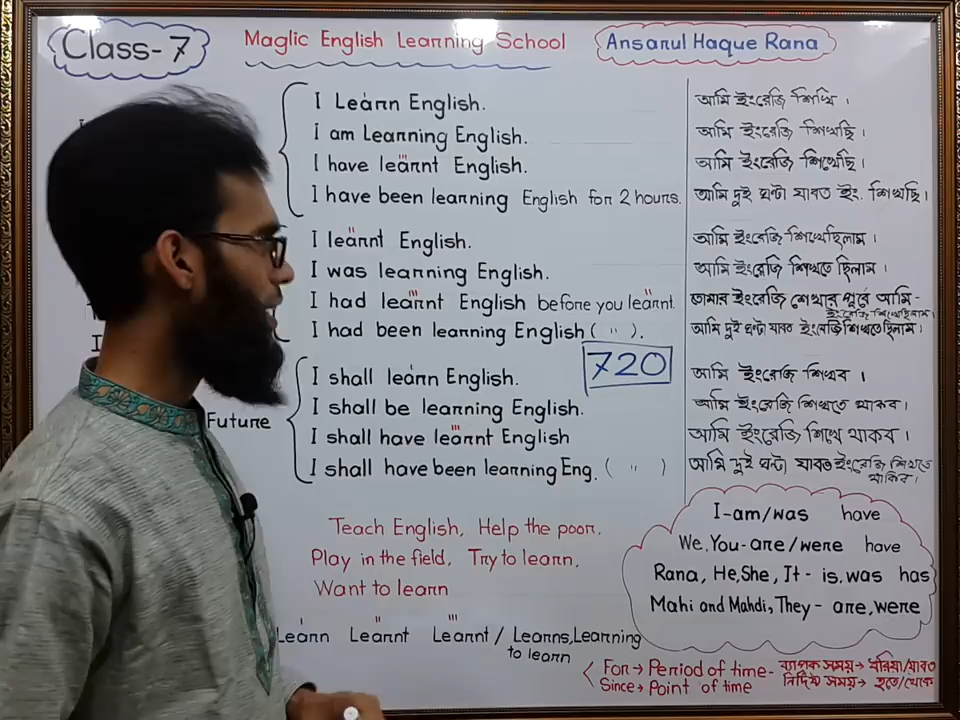 Class-7
Maglic English Learning School
Ansarul Haque Rana
I Learn English.
আমি ইংরেজি শিখি ।
I am Learning English.
আমি ইংরেজি শিখছি ।
I have learnt English.
আমি ইংরেজি শিখেছি ।
I have been learning English for 2 hours.
আমি দুই ঘন্টা যাবত ইং. শিখছি ।
I learnt English.
আমি ইংরেজি শিখেছিলাম ।
I was learning English.
আমি ইংরেজি শিখতে ছিলাম ।
I had learnt English before you learnt.
তোমার ইংরেজি শেখার পূর্বে আমি-
ইংরেজি শিখেছিলাম ।
I had been learning English ( " ).
আমি দুই ঘন্টা যাবত ইংরেজি শিখতেছিলাম ।
720
I shall learn English.
আমি ইংরেজি শিখব ।
Future
I shall be learning English.
আমি ইংরেজি শিখতে থাকব ।
I shall have learnt English
আমি ইংরেজি শিখে থাকব ।
I shall have been learning Eng. ( " )
আমি দুই ঘন্টা যাবত ইংরেজি শিখতে
থাকিব ।
Teach English, Help the poor,
Play in the field, Try to learn,
Want to learn
I-am/was have
We, You-are/were have
Rana, He, She, It - is, was has
Mahi and Mahdi, They - are, were
Learn Learnt Learnt / Learns, Learning
to learn
For → Period of time- ব্যাপক সময় → ধরিয়া/যাবত
Since → Point of time নির্দিষ্ট সময় → হতে/থেকে